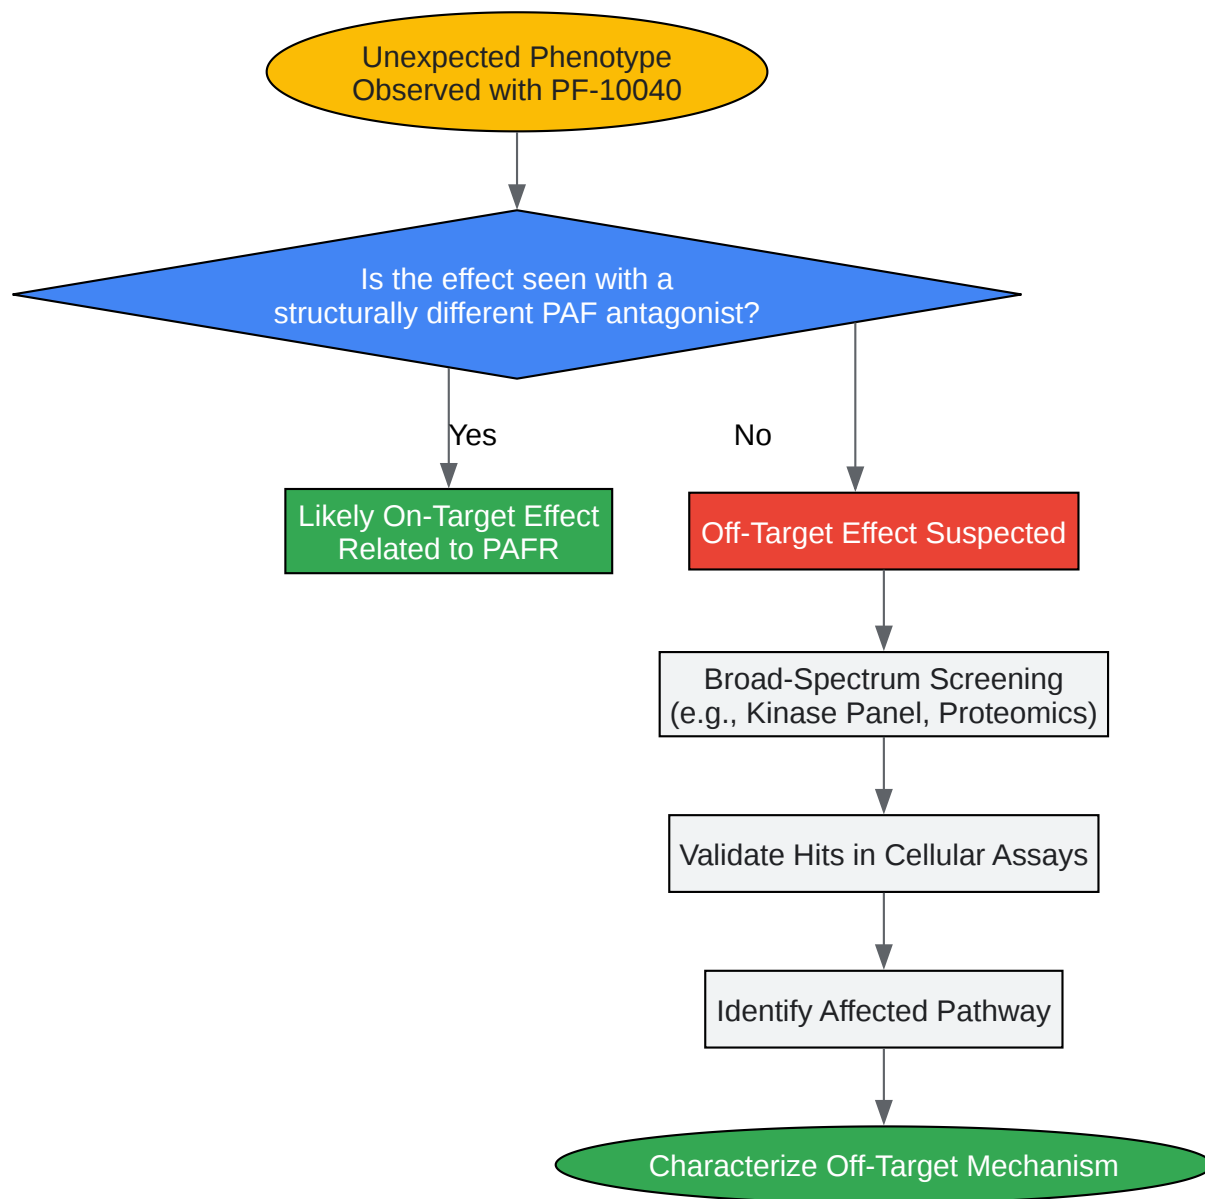 Unexpected Phenotype
Observed with PF-10040
Is the effect seen with a
structurally different PAF antagonist?
Yes
No
Likely On-Target Effect
Related to PAFR
Off-Target Effect Suspected
Broad-Spectrum Screening
(e.g., Kinase Panel, Proteomics)
Validate Hits in Cellular Assays
Identify Affected Pathway
Characterize Off-Target Mechanism